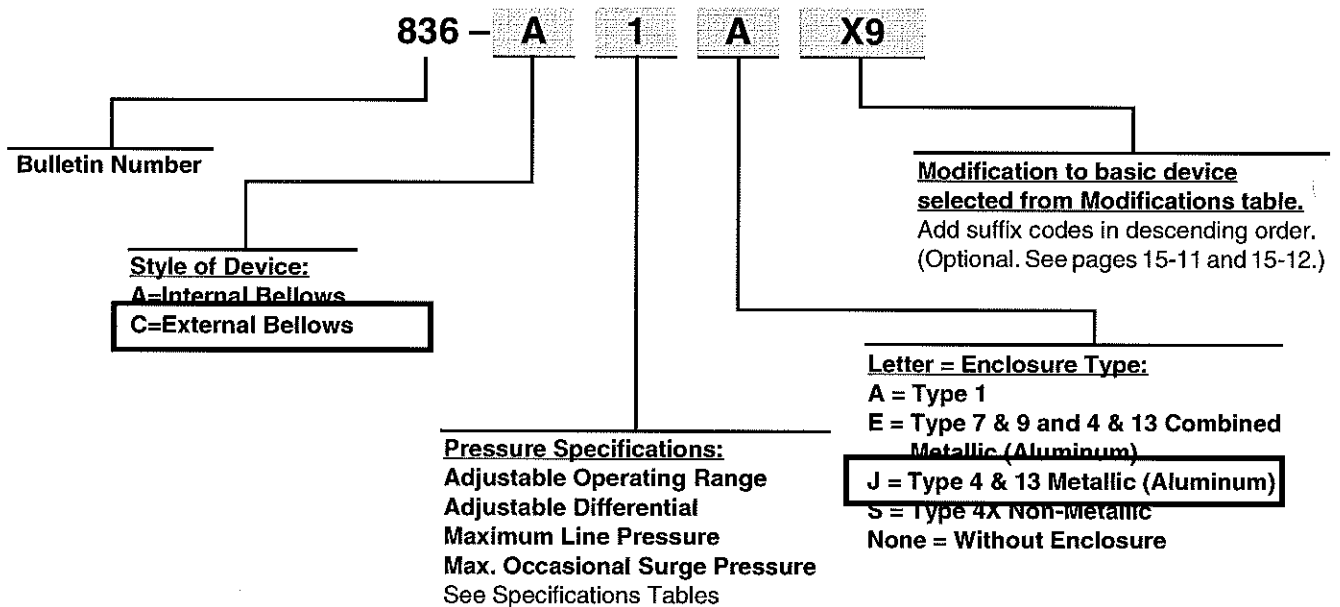 836 – A 1 A X9
Bulletin Number
Style of Device:
A=Internal Bellows
C=External Bellows
Pressure Specifications:
Adjustable Operating Range
Adjustable Differential
Maximum Line Pressure
Max. Occasional Surge Pressure
See Specifications Tables
Modification to basic device
selected from Modifications table.
Add suffix codes in descending order.
(Optional. See pages 15-11 and 15-12.)
Letter = Enclosure Type:
A = Type 1
E = Type 7 & 9 and 4 & 13 Combined
Metallic (Aluminum)
J = Type 4 & 13 Metallic (Aluminum)
S = Type 4X Non-Metallic
None = Without Enclosure